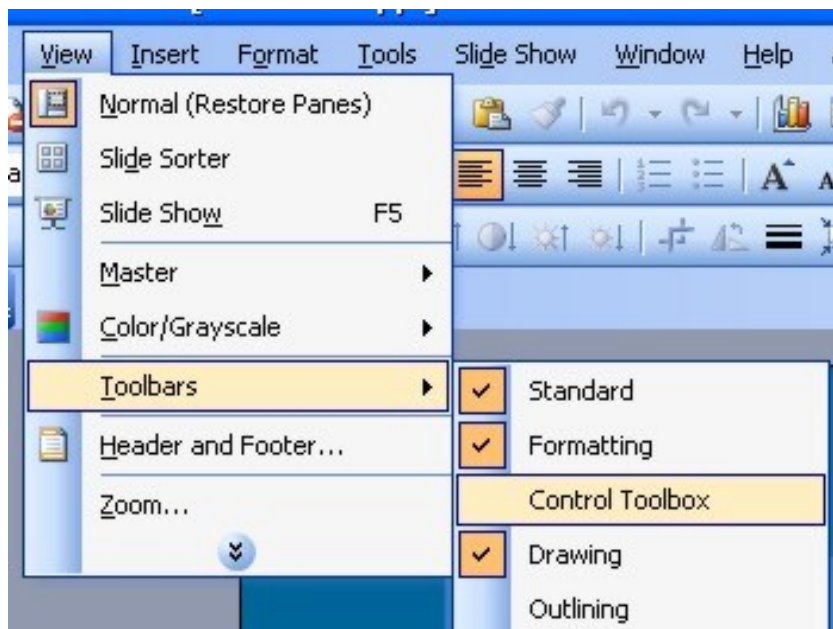 View Insert Format Tools Slide Show Window Help
Normal (Restore Panes)
Slide Sorter
Slide Show F5
Master
Color/Grayscale
Toolbars
Header and Footer...
Zoom...
Standard
Formatting
Control Toolbox
Drawing
Outlining